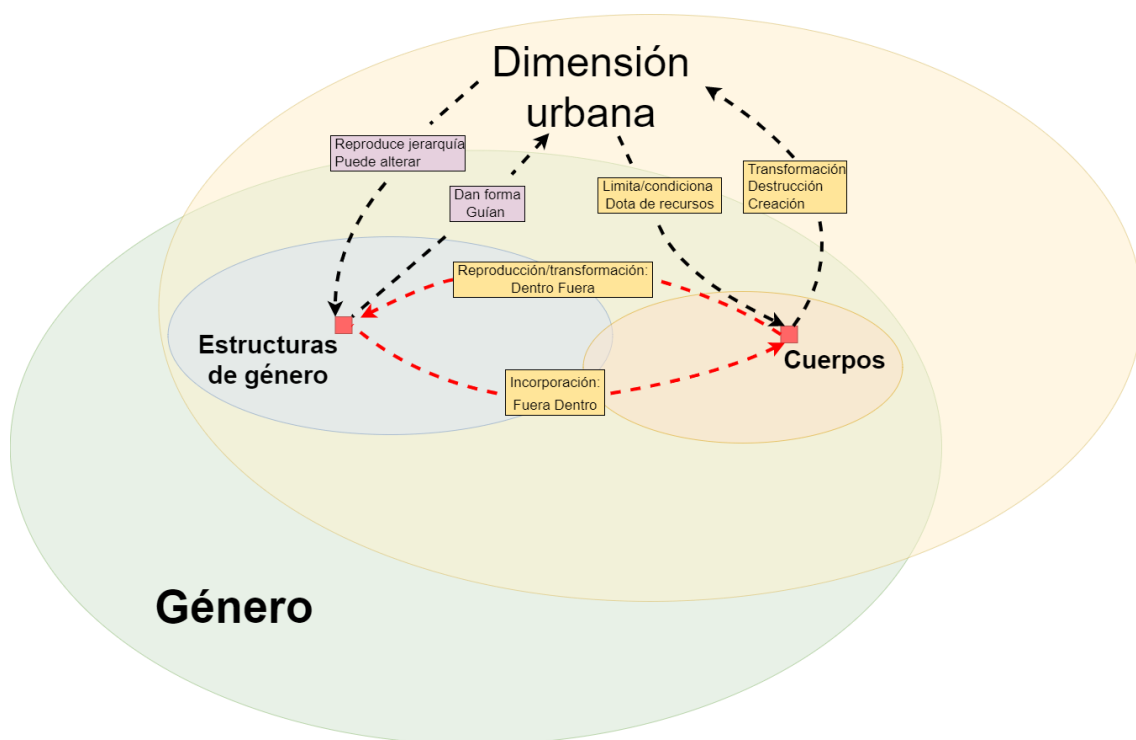 Dimensión
urbana
Reproduce jerarquía
Puede alterar
Dan forma
Guían
Limita/condiciona
Dota de recursos
Transformación
Destrucción
Creación
Reproducción/transformación:
Dentro Fuera
Estructuras
de género
Cuerpos
Incorporación:
Fuera Dentro
Género